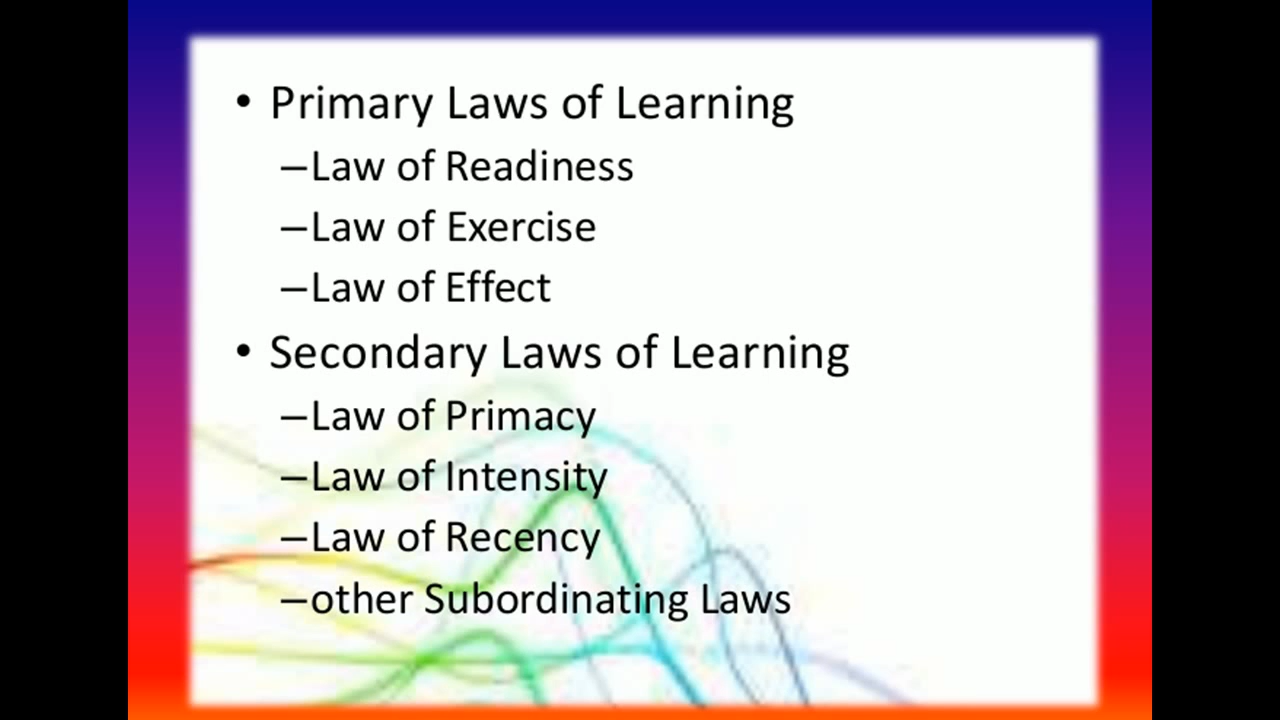 • Primary Laws of Learning
–Law of Readiness
–Law of Exercise
–Law of Effect
• Secondary Laws of Learning
–Law of Primacy
–Law of Intensity
–Law of Recency
–other Subordinating Laws